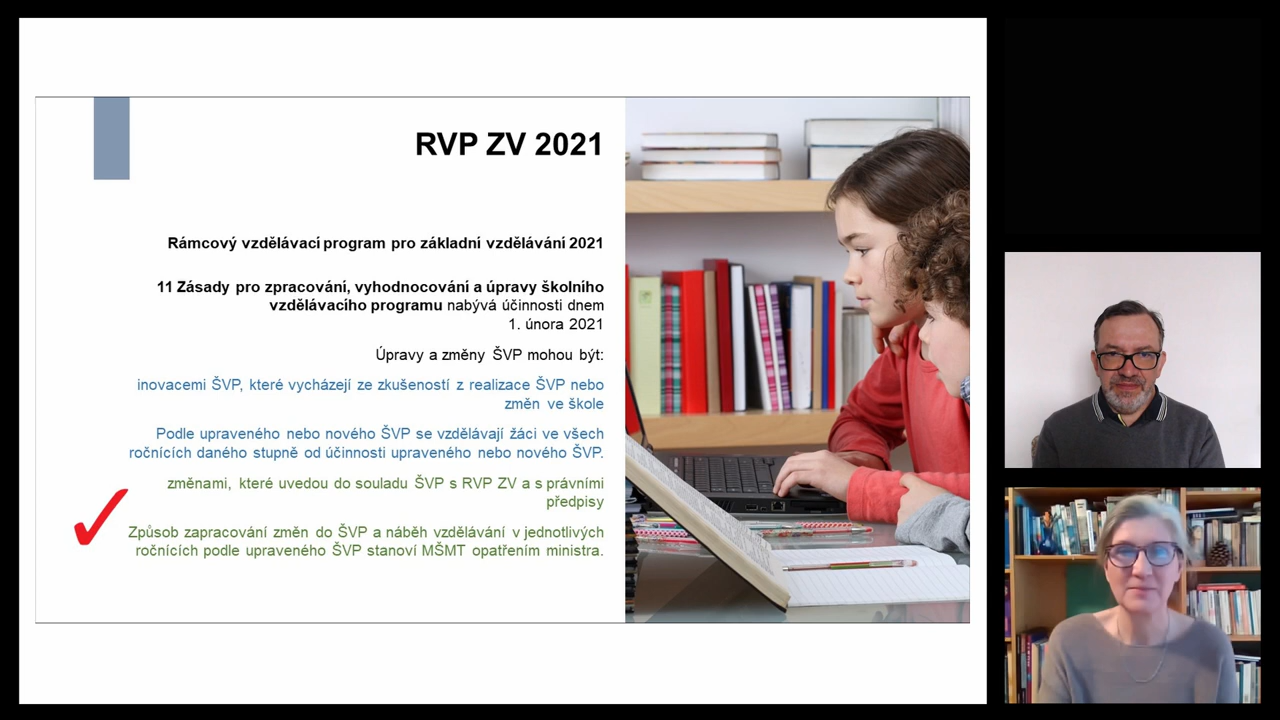 RVP ZV 2021
Rámcový vzdělávací program pro základní vzdělávání 2021
11 Zásady pro zpracování, vyhodnocování a úpravy školního
vzdělávacího programu nabývá účinnosti dnem
1. února 2021
Úpravy a změny ŠVP mohou být:
inovacemi ŠVP, které vycházejí ze zkušeností z realizace ŠVP nebo
změn ve škole
Podle upraveného nebo nového ŠVP se vzdělávají žáci ve všech
ročnících daného stupně od účinnosti upraveného nebo nového ŠVP.
změnami, které uvedou do souladu ŠVP s RVP ZV a s právními
předpisy
Způsob zapracování změn do ŠVP a náběh vzdělávání v jednotlivých
ročnících podle upraveného ŠVP stanoví MŠMT opatřením ministra.